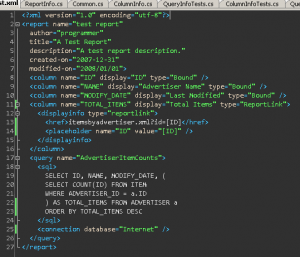 st.xml ReportInfo.cs Common.cs ColumnInfo.cs QueryInfoTests.cs ColumnInfoTests.cs
1 <?xml version="1.0" encoding="utf-8"?>
2 <report name="test report"
3 author="programmer"
4 title="A Test Report"
5 description="A test report description."
6 created-on="2007-12-31"
7 modified-on="2008/01/01">
8 <column name="ID" display="ID" type="Bound" />
9 <column name="NAME" display="Advertiser Name" type="Bound" />
10 <column name="MODIFY_DATE" display="Last Modified" type="Bound" />
11 <column name="TOTAL_ITEMS" display="Total Items" type="ReportLink">
12 <displayinfo type="reportlink">
13 <href>itemsbyadvertiser.xml?id=[ID]</href>
14 <placeholder name="ID" value="[ID]" />
15 </displayinfo>
16 </column>
17 <query name="AdvertiserItemCounts">
18 <sql>
19 SELECT ID, NAME, MODIFY_DATE, (
20 SELECT COUNT(ID) FROM ITEM
21 WHERE ADVERTISER_ID = a.ID
22 ) AS TOTAL_ITEMS FROM ADVERTISER a
23 ORDER BY TOTAL_ITEMS DESC
24 </sql>
25 <connection database="Internet" />
26 </query>
27 </report>